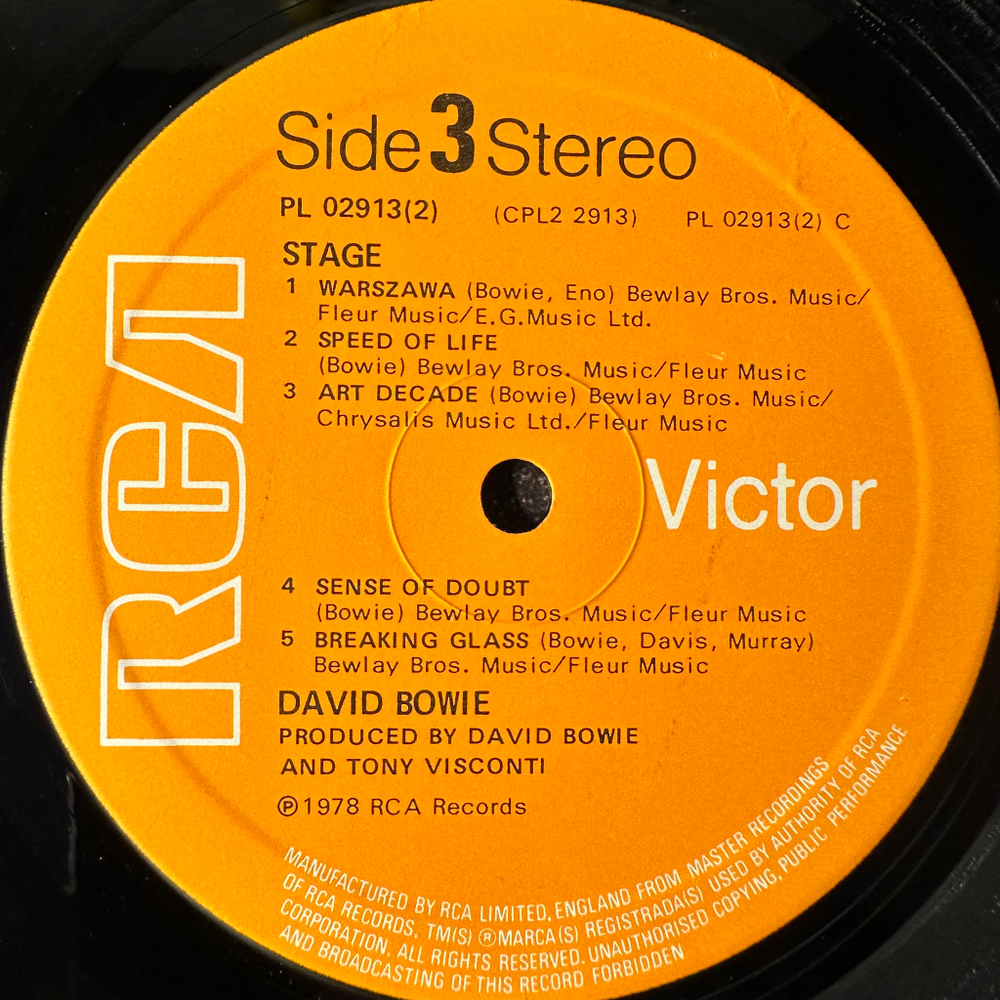 Side 3 Stereo
PL 02913(2) (CPL2 2913) PL 02913(2) C
STAGE
1 WARSZAWA (Bowie, Eno) Bewlay Bros. Music/
Fleur Music/E.G.Music Ltd.
2 SPEED OF LIFE
(Bowie) Bewlay Bros. Music/Fleur Music
3 ART DECADE (Bowie) Bewlay Bros. Music/
Chrysalis Music Ltd./Fleur Music
RCA
Victor
4 SENSE OF DOUBT
(Bowie) Bewlay Bros. Music/Fleur Music
5 BREAKING GLASS (Bowie, Davis, Murray)
Bewlay Bros. Music/Fleur Music
DAVID BOWIE
PRODUCED BY DAVID BOWIE
AND TONY VISCONTI
℗1978 RCA Records
MANUFACTURED BY RCA LIMITED, ENGLAND FROM MASTER RECORDINGS
OF RCA RECORDS. TM(S) ®MARCA(S) REGISTRADA(S) USED BY AUTHORITY OF RCA
CORPORATION. ALL RIGHTS RESERVED. UNAUTHORISED COPYING, PUBLIC PERFORMANCE
AND BROADCASTING OF THIS RECORD FORBIDDEN